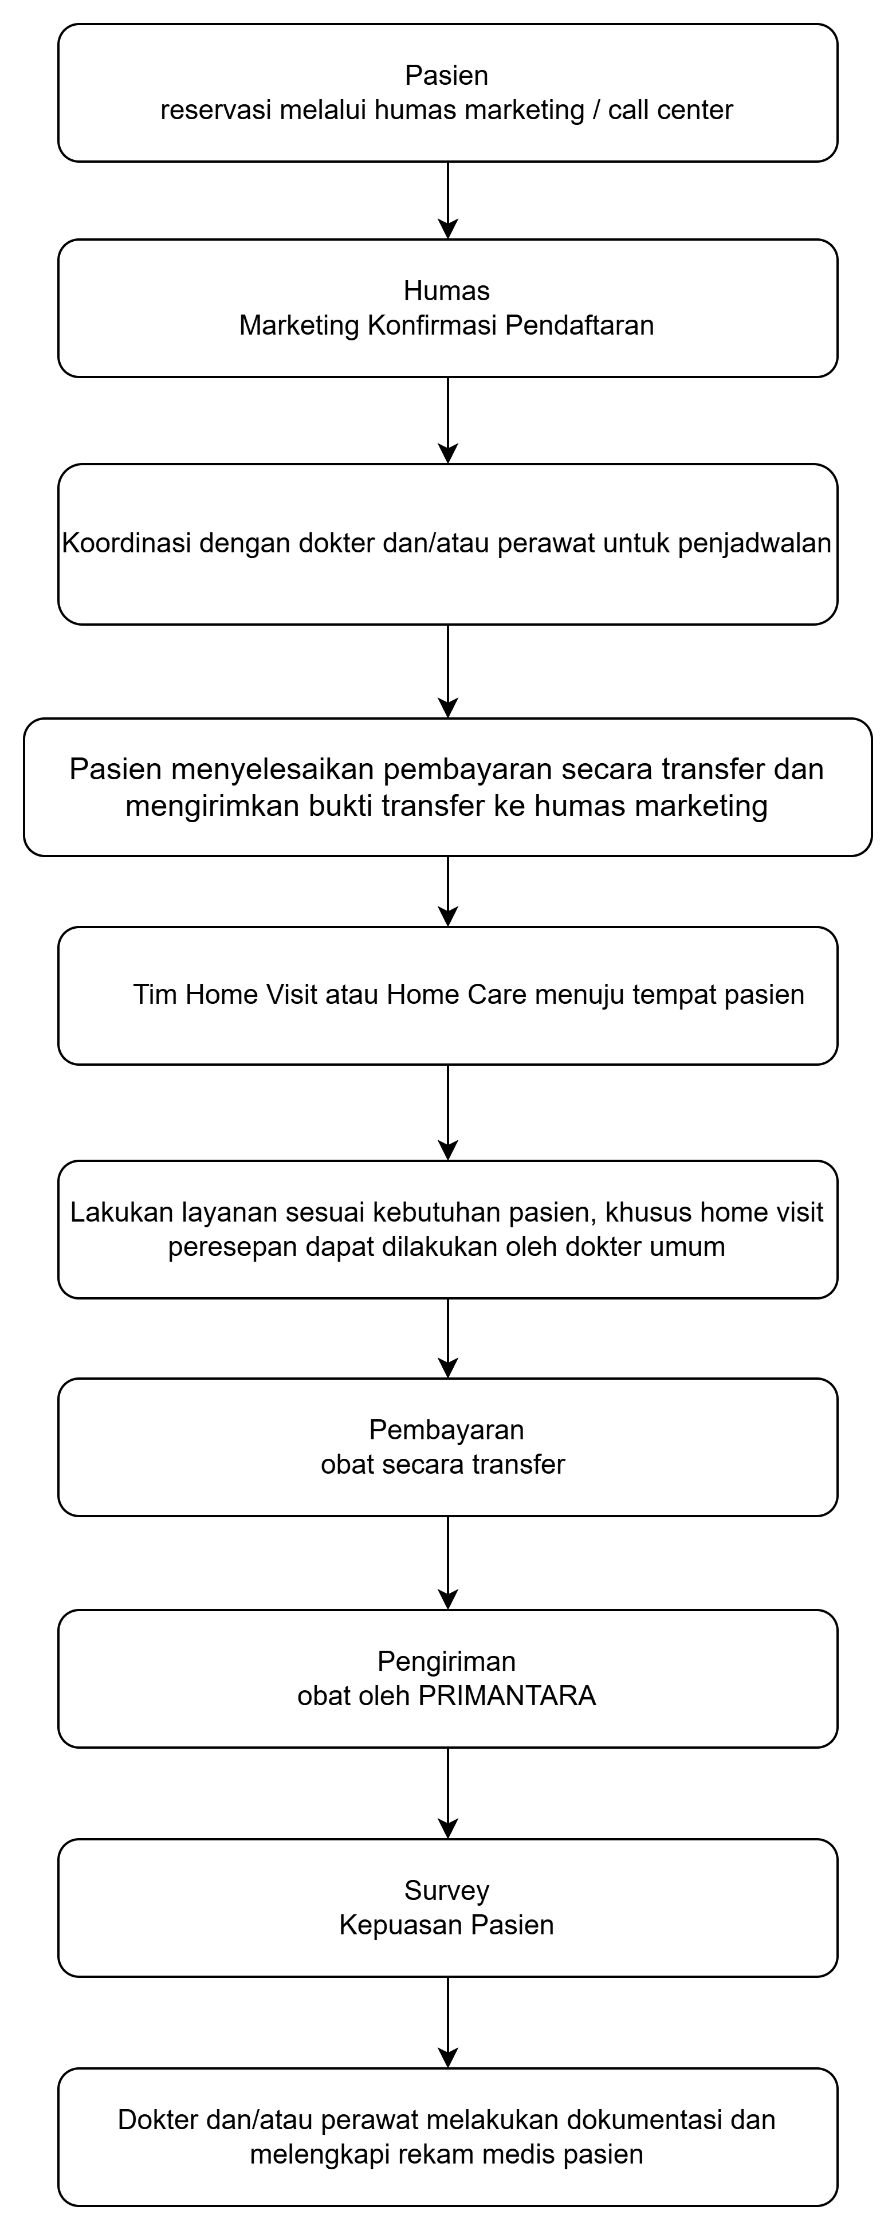 Pasien
reservasi melalui humas marketing / call center
Humas
Marketing Konfirmasi Pendaftaran
Koordinasi dengan dokter dan/atau perawat untuk penjadwalan
Pasien menyelesaikan pembayaran secara transfer dan
mengirimkan bukti transfer ke humas marketing
Tim Home Visit atau Home Care menuju tempat pasien
Lakukan layanan sesuai kebutuhan pasien, khusus home visit
peresepan dapat dilakukan oleh dokter umum
Pembayaran
obat secara transfer
Pengiriman
obat oleh PRIMANTARA
Survey
Kepuasan Pasien
Dokter dan/atau perawat melakukan dokumentasi dan
melengkapi rekam medis pasien